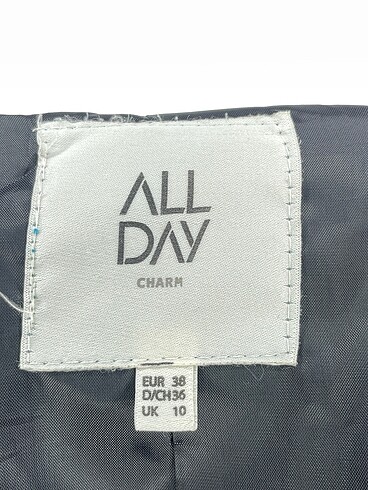 ALL
DAY
CHARM
EUR 38
D/CH36
UK 10